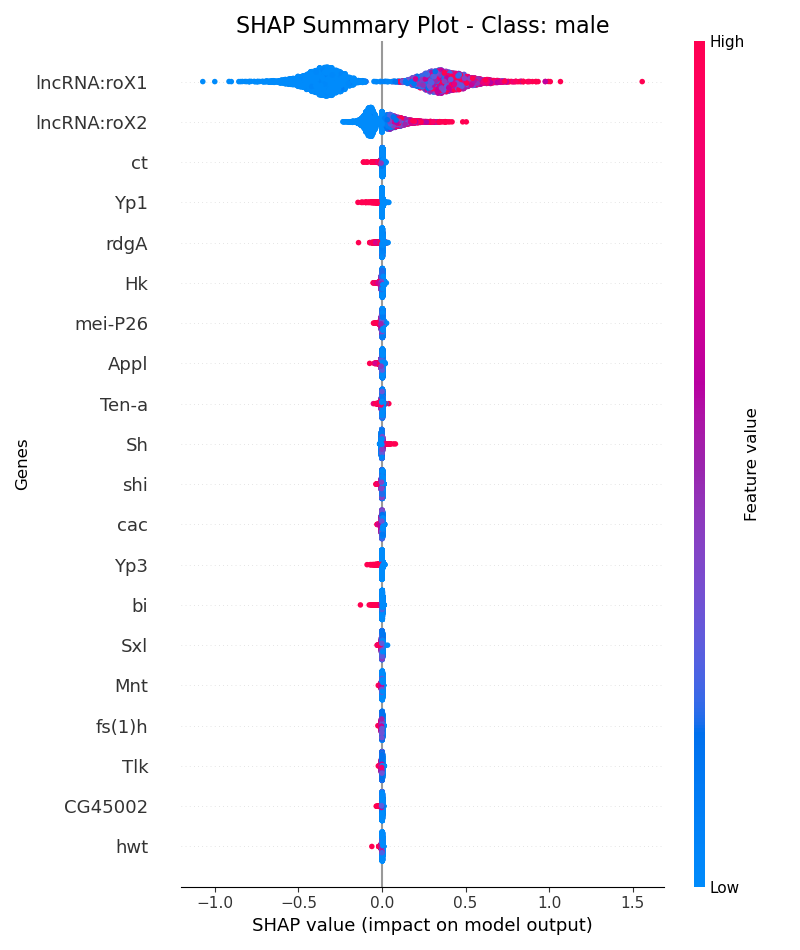 SHAP Summary Plot - Class: male
High
lncRNA:roX1
lncRNA:roX2
ct
Yp1
rdgA
Hk
mei-P26
Appl
Ten-a
Sh
shi
cac
Yp3
bi
Sxl
Mnt
fs(1)h
Tlk
CG45002
hwt
Genes
Feature value
Low
−1.0 −0.5 0.0 0.5 1.0 1.5
SHAP value (impact on model output)